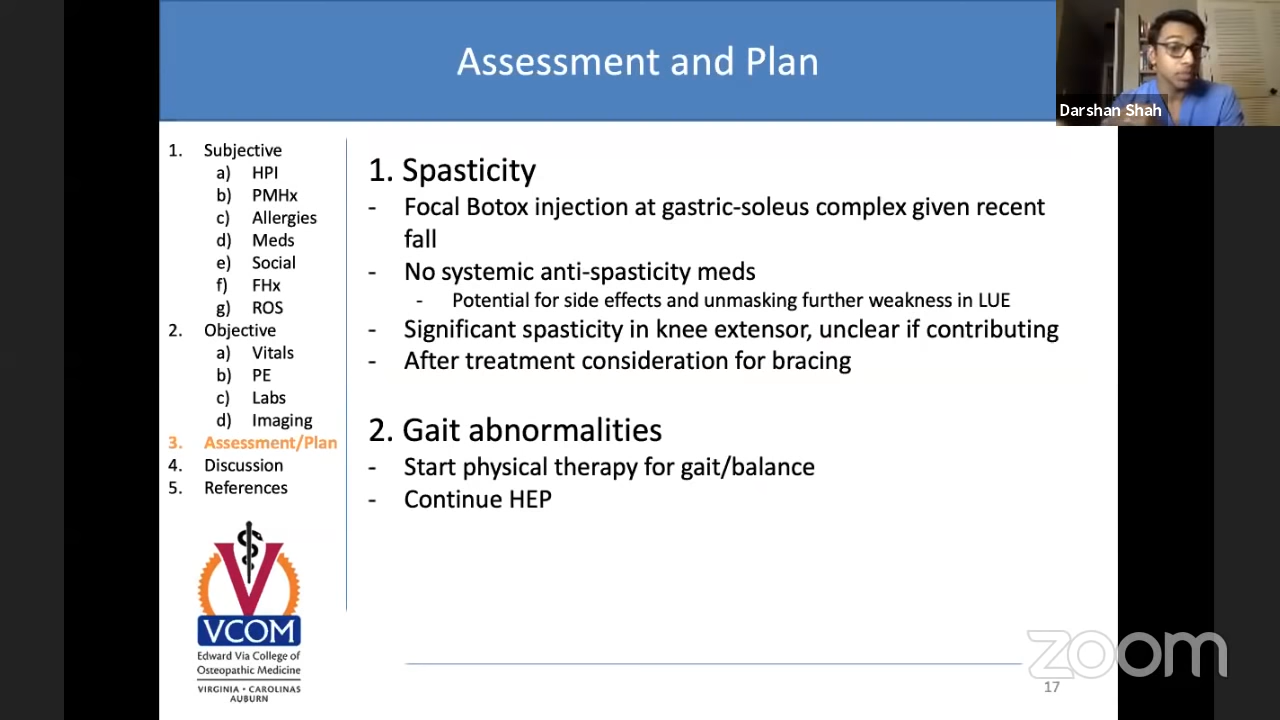 Assessment and Plan
Darshan Shah
1. Subjective
a) HPI
b) PMHx
c) Allergies
d) Meds
e) Social
f) FHx
g) ROS
2. Objective
a) Vitals
b) PE
c) Labs
d) Imaging
3. Assessment/Plan
4. Discussion
5. References
1. Spasticity
- Focal Botox injection at gastric-soleus complex given recent
fall
- No systemic anti-spasticity meds
- Potential for side effects and unmasking further weakness in LUE
- Significant spasticity in knee extensor, unclear if contributing
- After treatment consideration for bracing
2. Gait abnormalities
- Start physical therapy for gait/balance
- Continue HEP
V
VCOM
Edward Via College of
Osteopathic Medicine
VIRGINIA • CAROLINAS
AUBURN
zoom
17